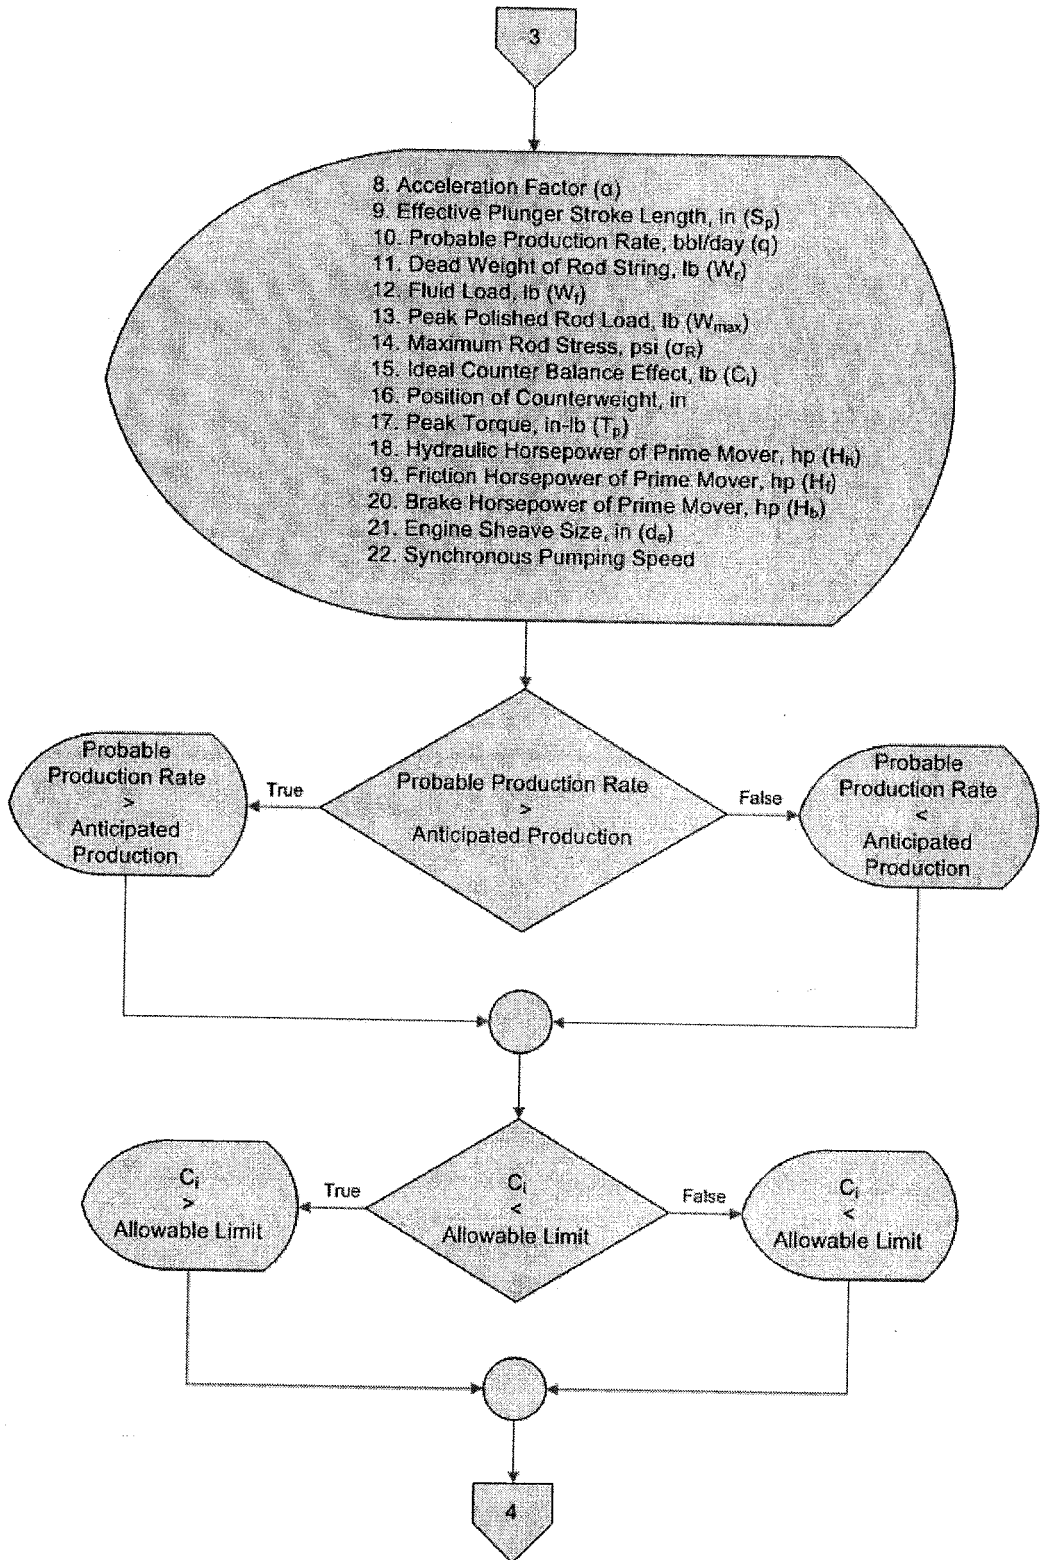 3
8. Acceleration Factor (α)
9. Effective Plunger Stroke Length, in (Sp)
10. Probable Production Rate, bbl/day (q)
11. Dead Weight of Rod String, lb (Wr)
12. Fluid Load, lb (Wf)
13. Peak Polished Rod Load, lb (Wmax)
14. Maximum Rod Stress, psi (σR)
15. Ideal Counter Balance Effect, lb (Ci)
16. Position of Counterweight, in
17. Peak Torque, in-lb (Tp)
18. Hydraulic Horsepower of Prime Mover, hp (Hh)
19. Friction Horsepower of Prime Mover, hp (Hf)
20. Brake Horsepower of Prime Mover, hp (Hb)
21. Engine Sheave Size, in (de)
22. Synchronous Pumping Speed
Probable
Production Rate
>
Anticipated
Production
True
Probable Production Rate
>
Anticipated Production
False
Probable
Production Rate
<
Anticipated
Production
Ci
>
Allowable Limit
True
Ci
<
Allowable Limit
False
Ci
<
Allowable Limit
4